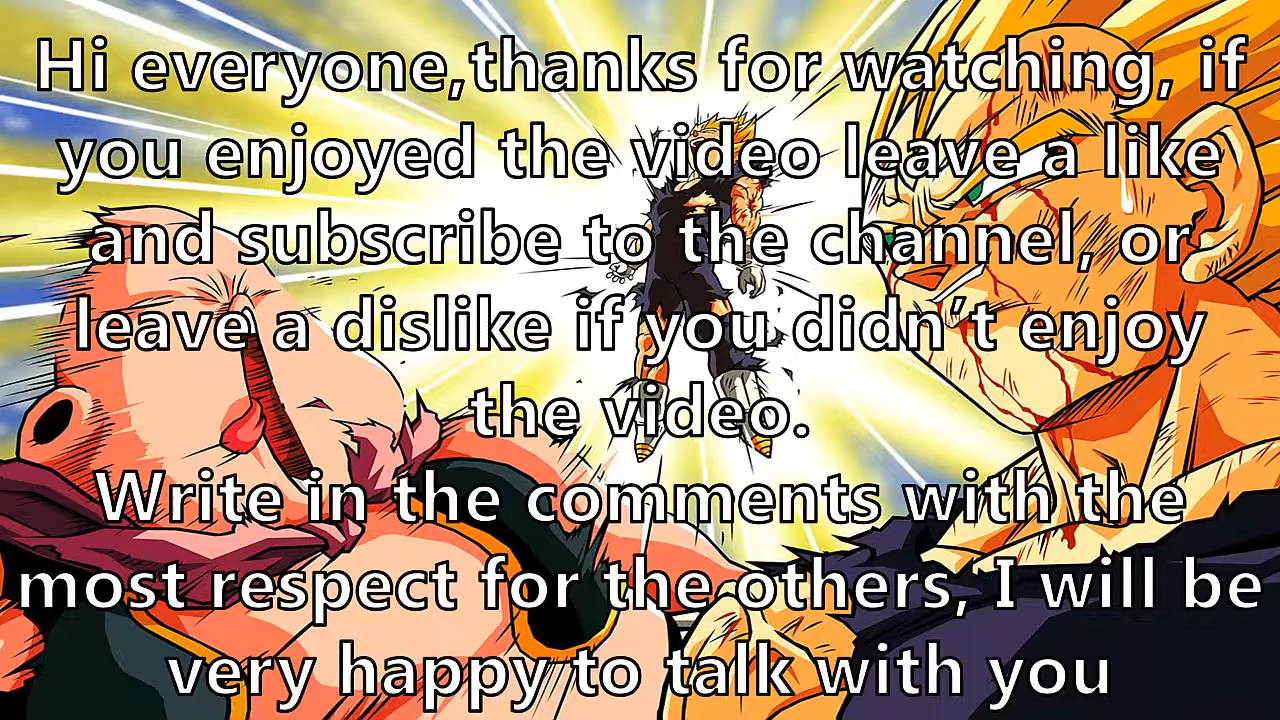 Hi everyone,thanks for watching, if
you enjoyed the video leave a like
and subscribe to the channel, or
leave a dislike if you didn’t enjoy
the video.
Write in the comments with the
most respect for the others, I will be
very happy to talk with you